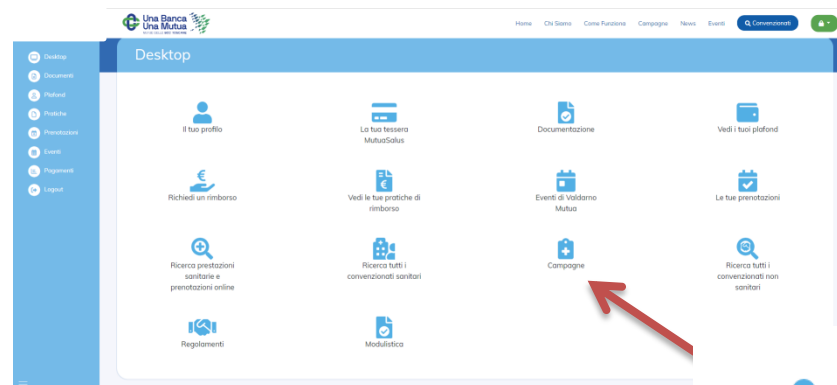 Una Banca
Una Mutua
Home Chi Siamo Come Funziona Campagne News Eventi Convenzionati
Desktop
Desktop
Documenti
Plafond
Pratiche
Prenotazioni
Eventi
Pagamenti
Logout
Il tuo profilo
La tua tessera
MutuaSalus
Documentazione
Vedi i tuoi plafond
Richiedi un rimborso
Vedi le tue pratiche di
rimborso
Eventi di Valdarno
Mutua
Le tue prenotazioni
Ricerca prestazioni
sanitarie e
prenotazioni online
Ricerca tutti i
convenzionati sanitari
Campagne
Ricerca tutti i
convenzionati non
sanitari
Regolamenti
Modulistica